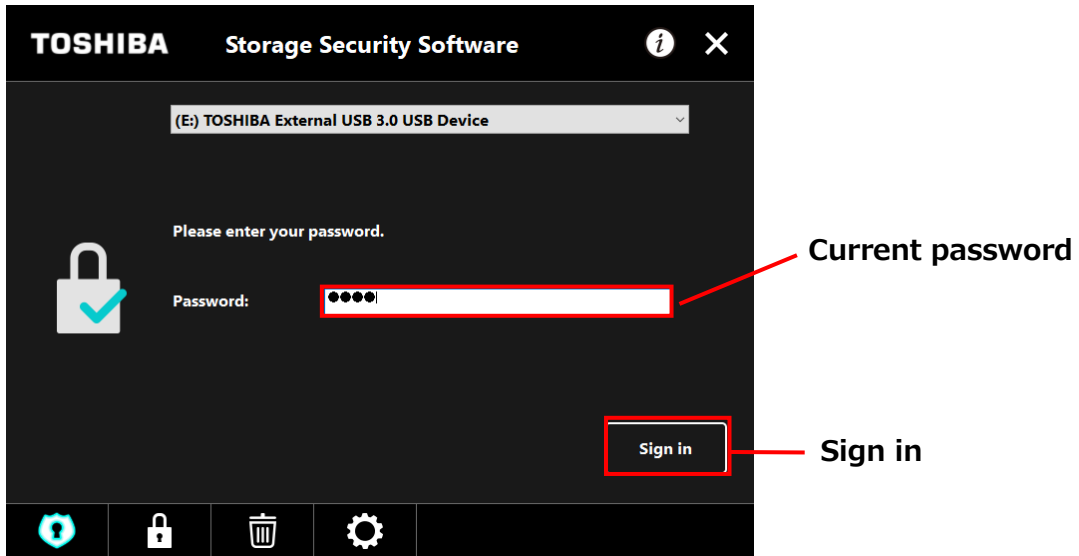 TOSHIBA Storage Security Software i
(E:) TOSHIBA External USB 3.0 USB Device
Please enter your password.
Current password
Password: ●●●●
Sign in
Sign in